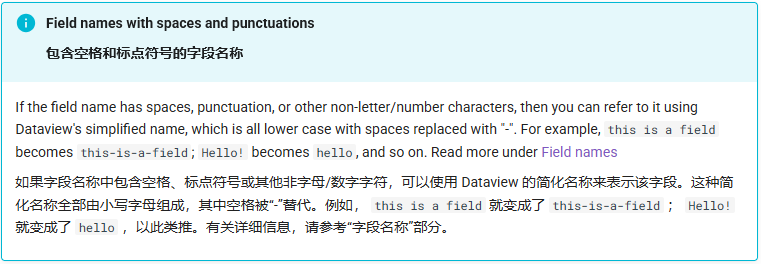 Field names with spaces and punctuations
包含空格和标点符号的字段名称
If the field name has spaces, punctuation, or other non-letter/number characters, then you can refer to it using
Dataview's simplified name, which is all lower case with spaces replaced with "-". For example, this is a field
becomes this-is-a-field; Hello! becomes hello, and so on. Read more under Field names
如果字段名称中包含空格、标点符号或其他非字母/数字字符，可以使用 Dataview 的简化名称来表示该字段。这种简
化名称全部由小写字母组成，其中空格被“-”替代。例如， this is a field 就变成了 this-is-a-field ； Hello!
就变成了 hello ，以此类推。有关详细信息，请参考“字段名称”部分。